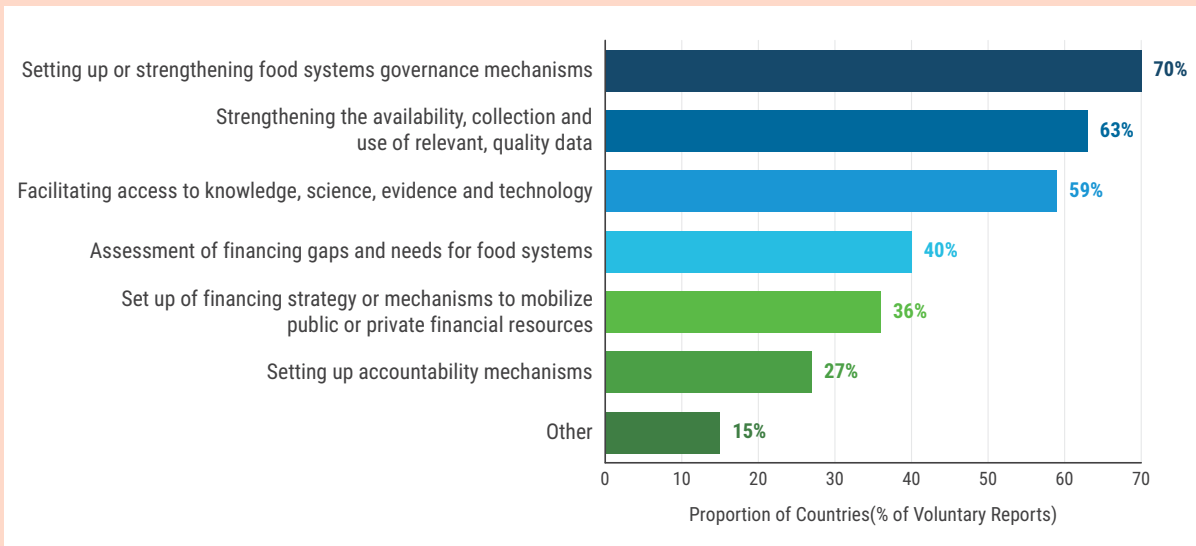 Setting up or strengthening food systems governance mechanisms
70%
Strengthening the availability, collection and
use of relevant, quality data
63%
Facilitating access to knowledge, science, evidence and technology
59%
Assessment of financing gaps and needs for food systems
40%
Set up of financing strategy or mechanisms to mobilize
public or private financial resources
36%
Setting up accountability mechanisms
27%
Other
15%
0 10 20 30 40 50 60 70
Proportion of Countries(% of Voluntary Reports)